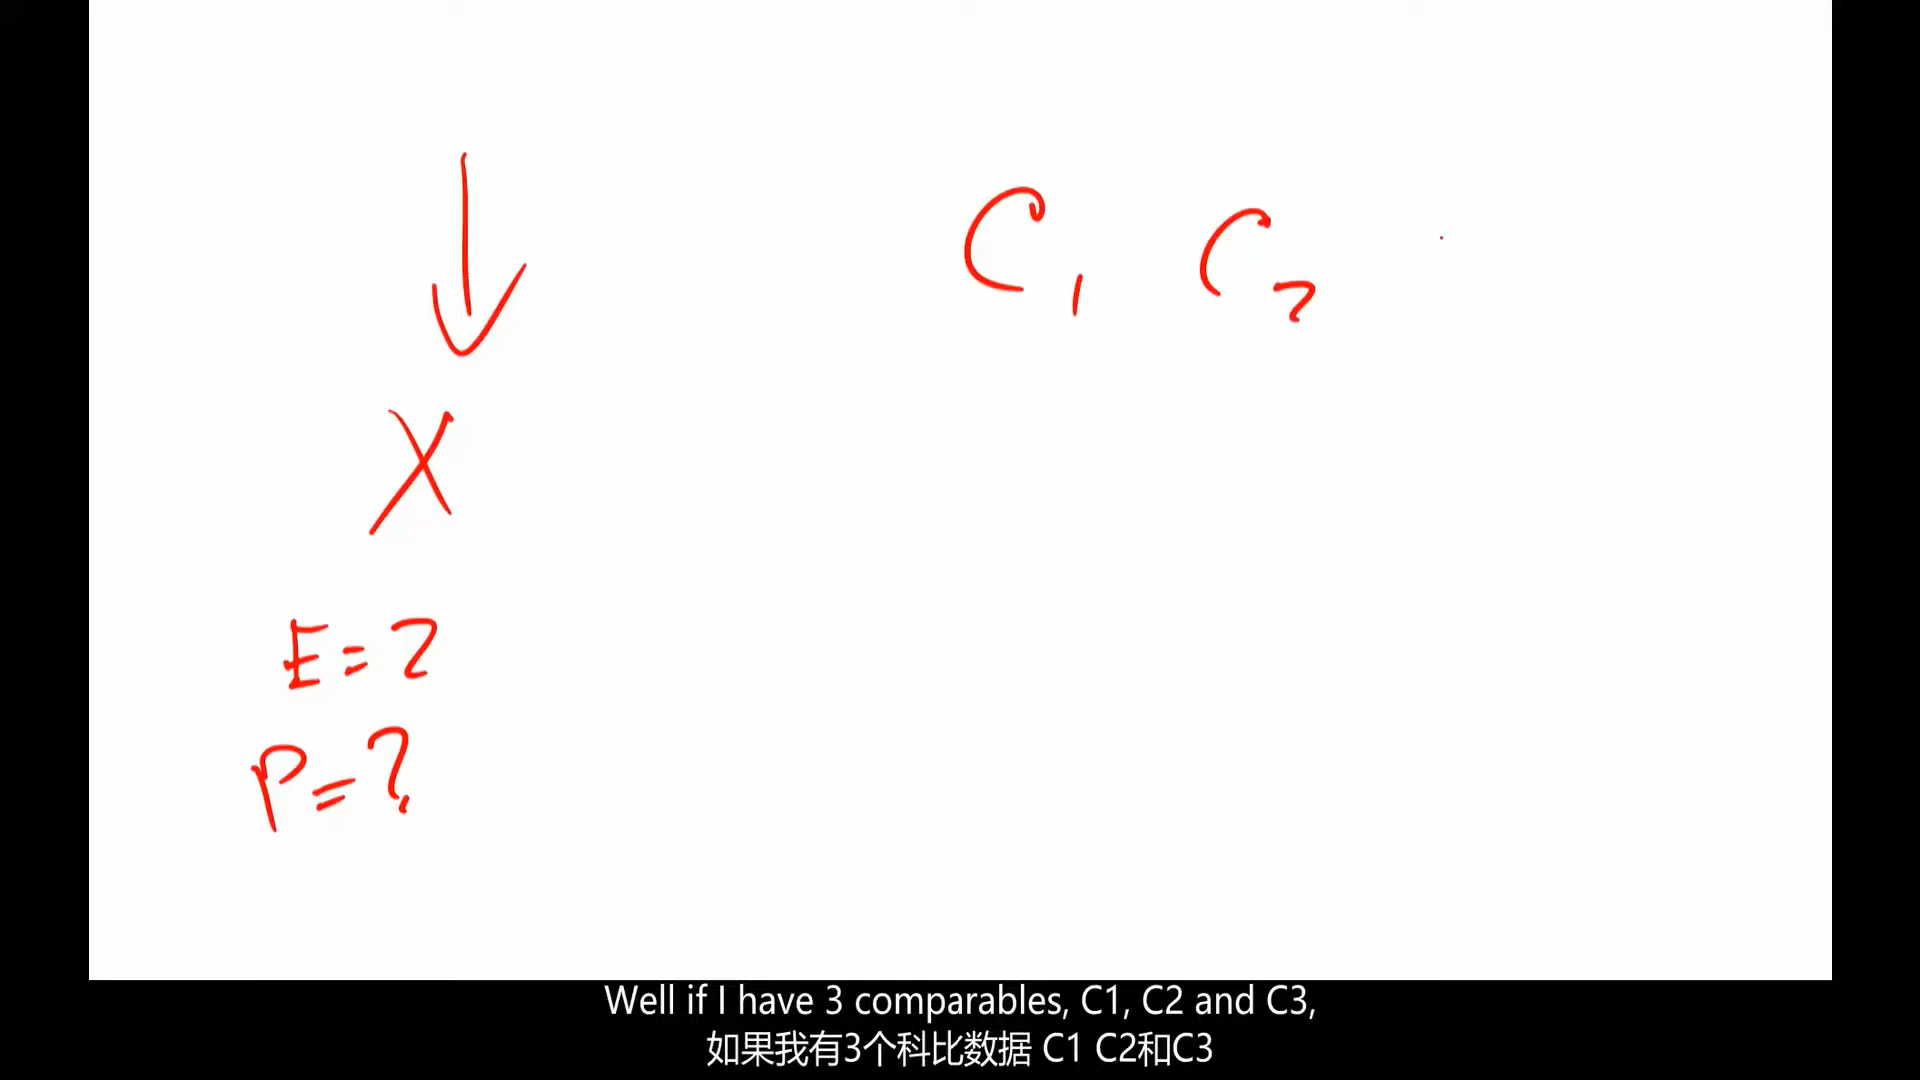 C1 C2
X
E=2
P=?
Well if I have 3 comparables, C1, C2 and C3,
如果我有3个科比数据 C1 C2和C3